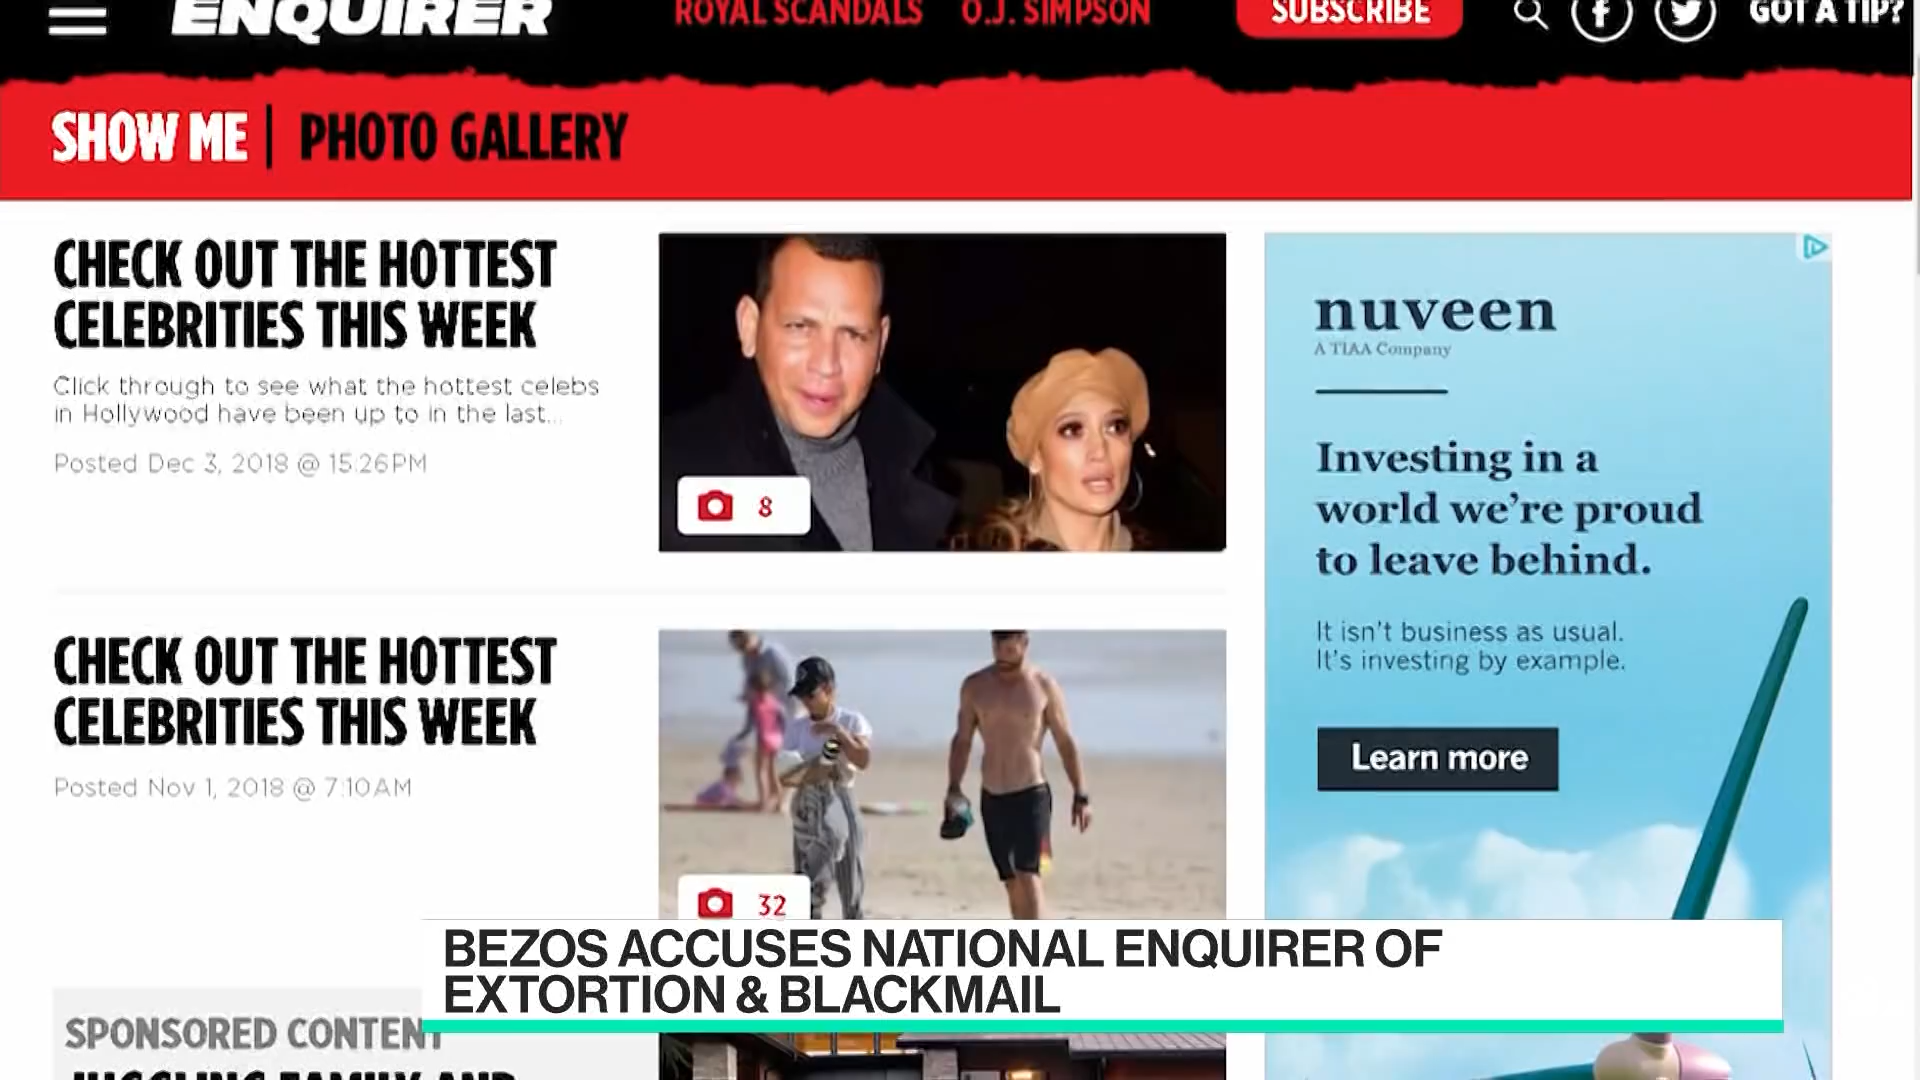 ENQUIRER
ROYAL SCANDALS
O.J. SIMPSON
SUBSCRIBE
GOT A TIP?
SHOW ME | PHOTO GALLERY
CHECK OUT THE HOTTEST
CELEBRITIES THIS WEEK
Click through to see what the hottest celebs
in Hollywood have been up to in the last...
Posted Dec 3, 2018 @ 15:26PM
8
CHECK OUT THE HOTTEST
CELEBRITIES THIS WEEK
Posted Nov 1, 2018 @ 7:10AM
32
nuveen
A TIAA Company
Investing in a
world we're proud
to leave behind.
It isn't business as usual.
It's investing by example.
Learn more
BEZOS ACCUSES NATIONAL ENQUIRER OF
EXTORTION & BLACKMAIL
SPONSORED CONTENT
JUGGLING FAMILY AND